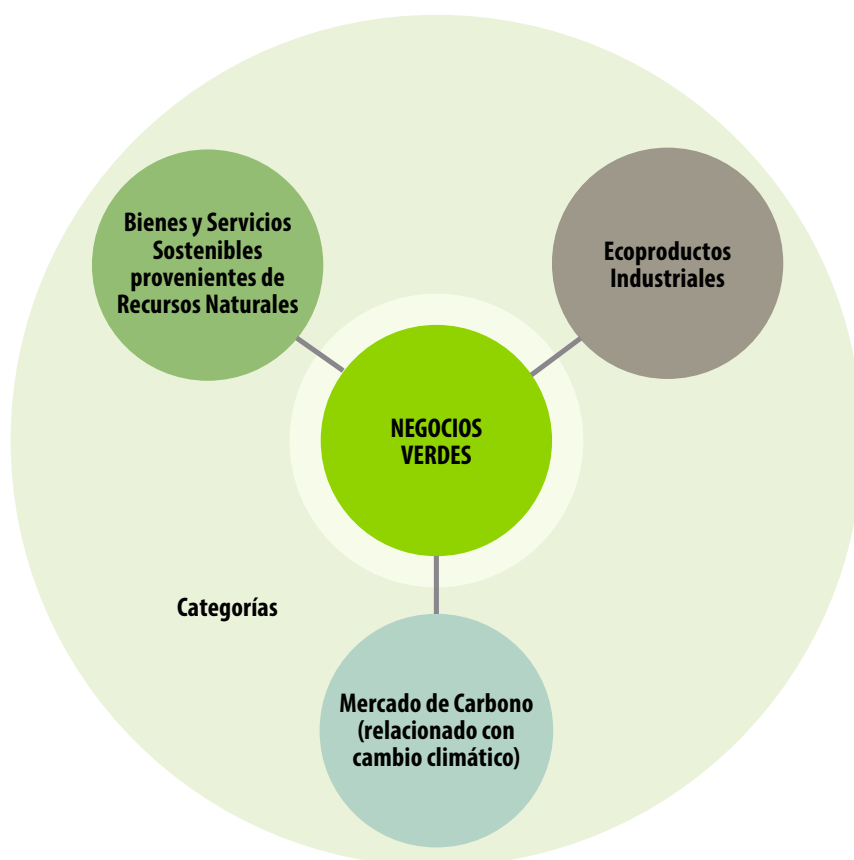 Bienes y Servicios
Sostenibles
provenientes de
Recursos Naturales
Ecoproductos
Industriales
NEGOCIOS
VERDES
Categorías
Mercado de Carbono
(relacionado con
cambio climático)